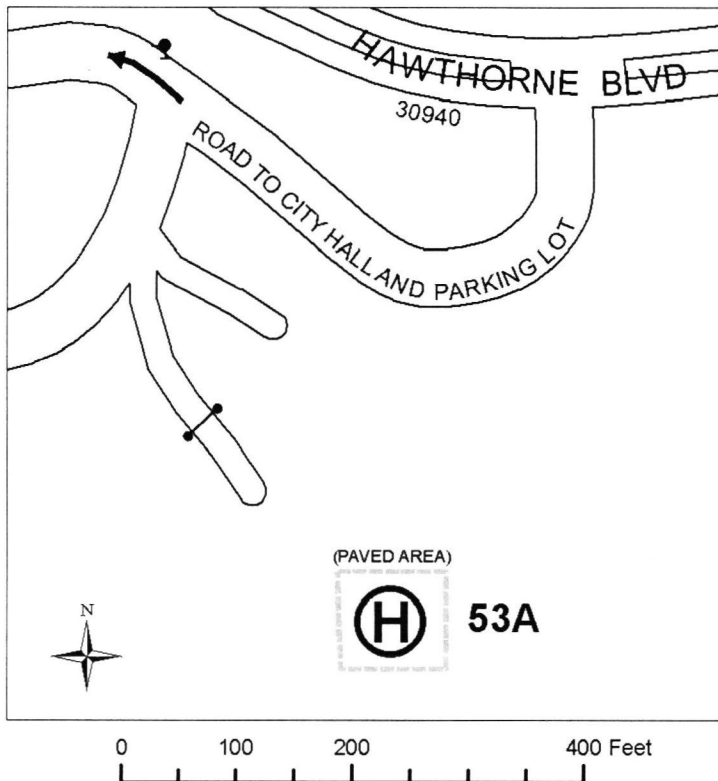 HAWTHORNE BLVD
30940
ROAD TO CITY HALL AND PARKING LOT
(PAVED AREA)
H 53A
N
0 100 200 400 Feet